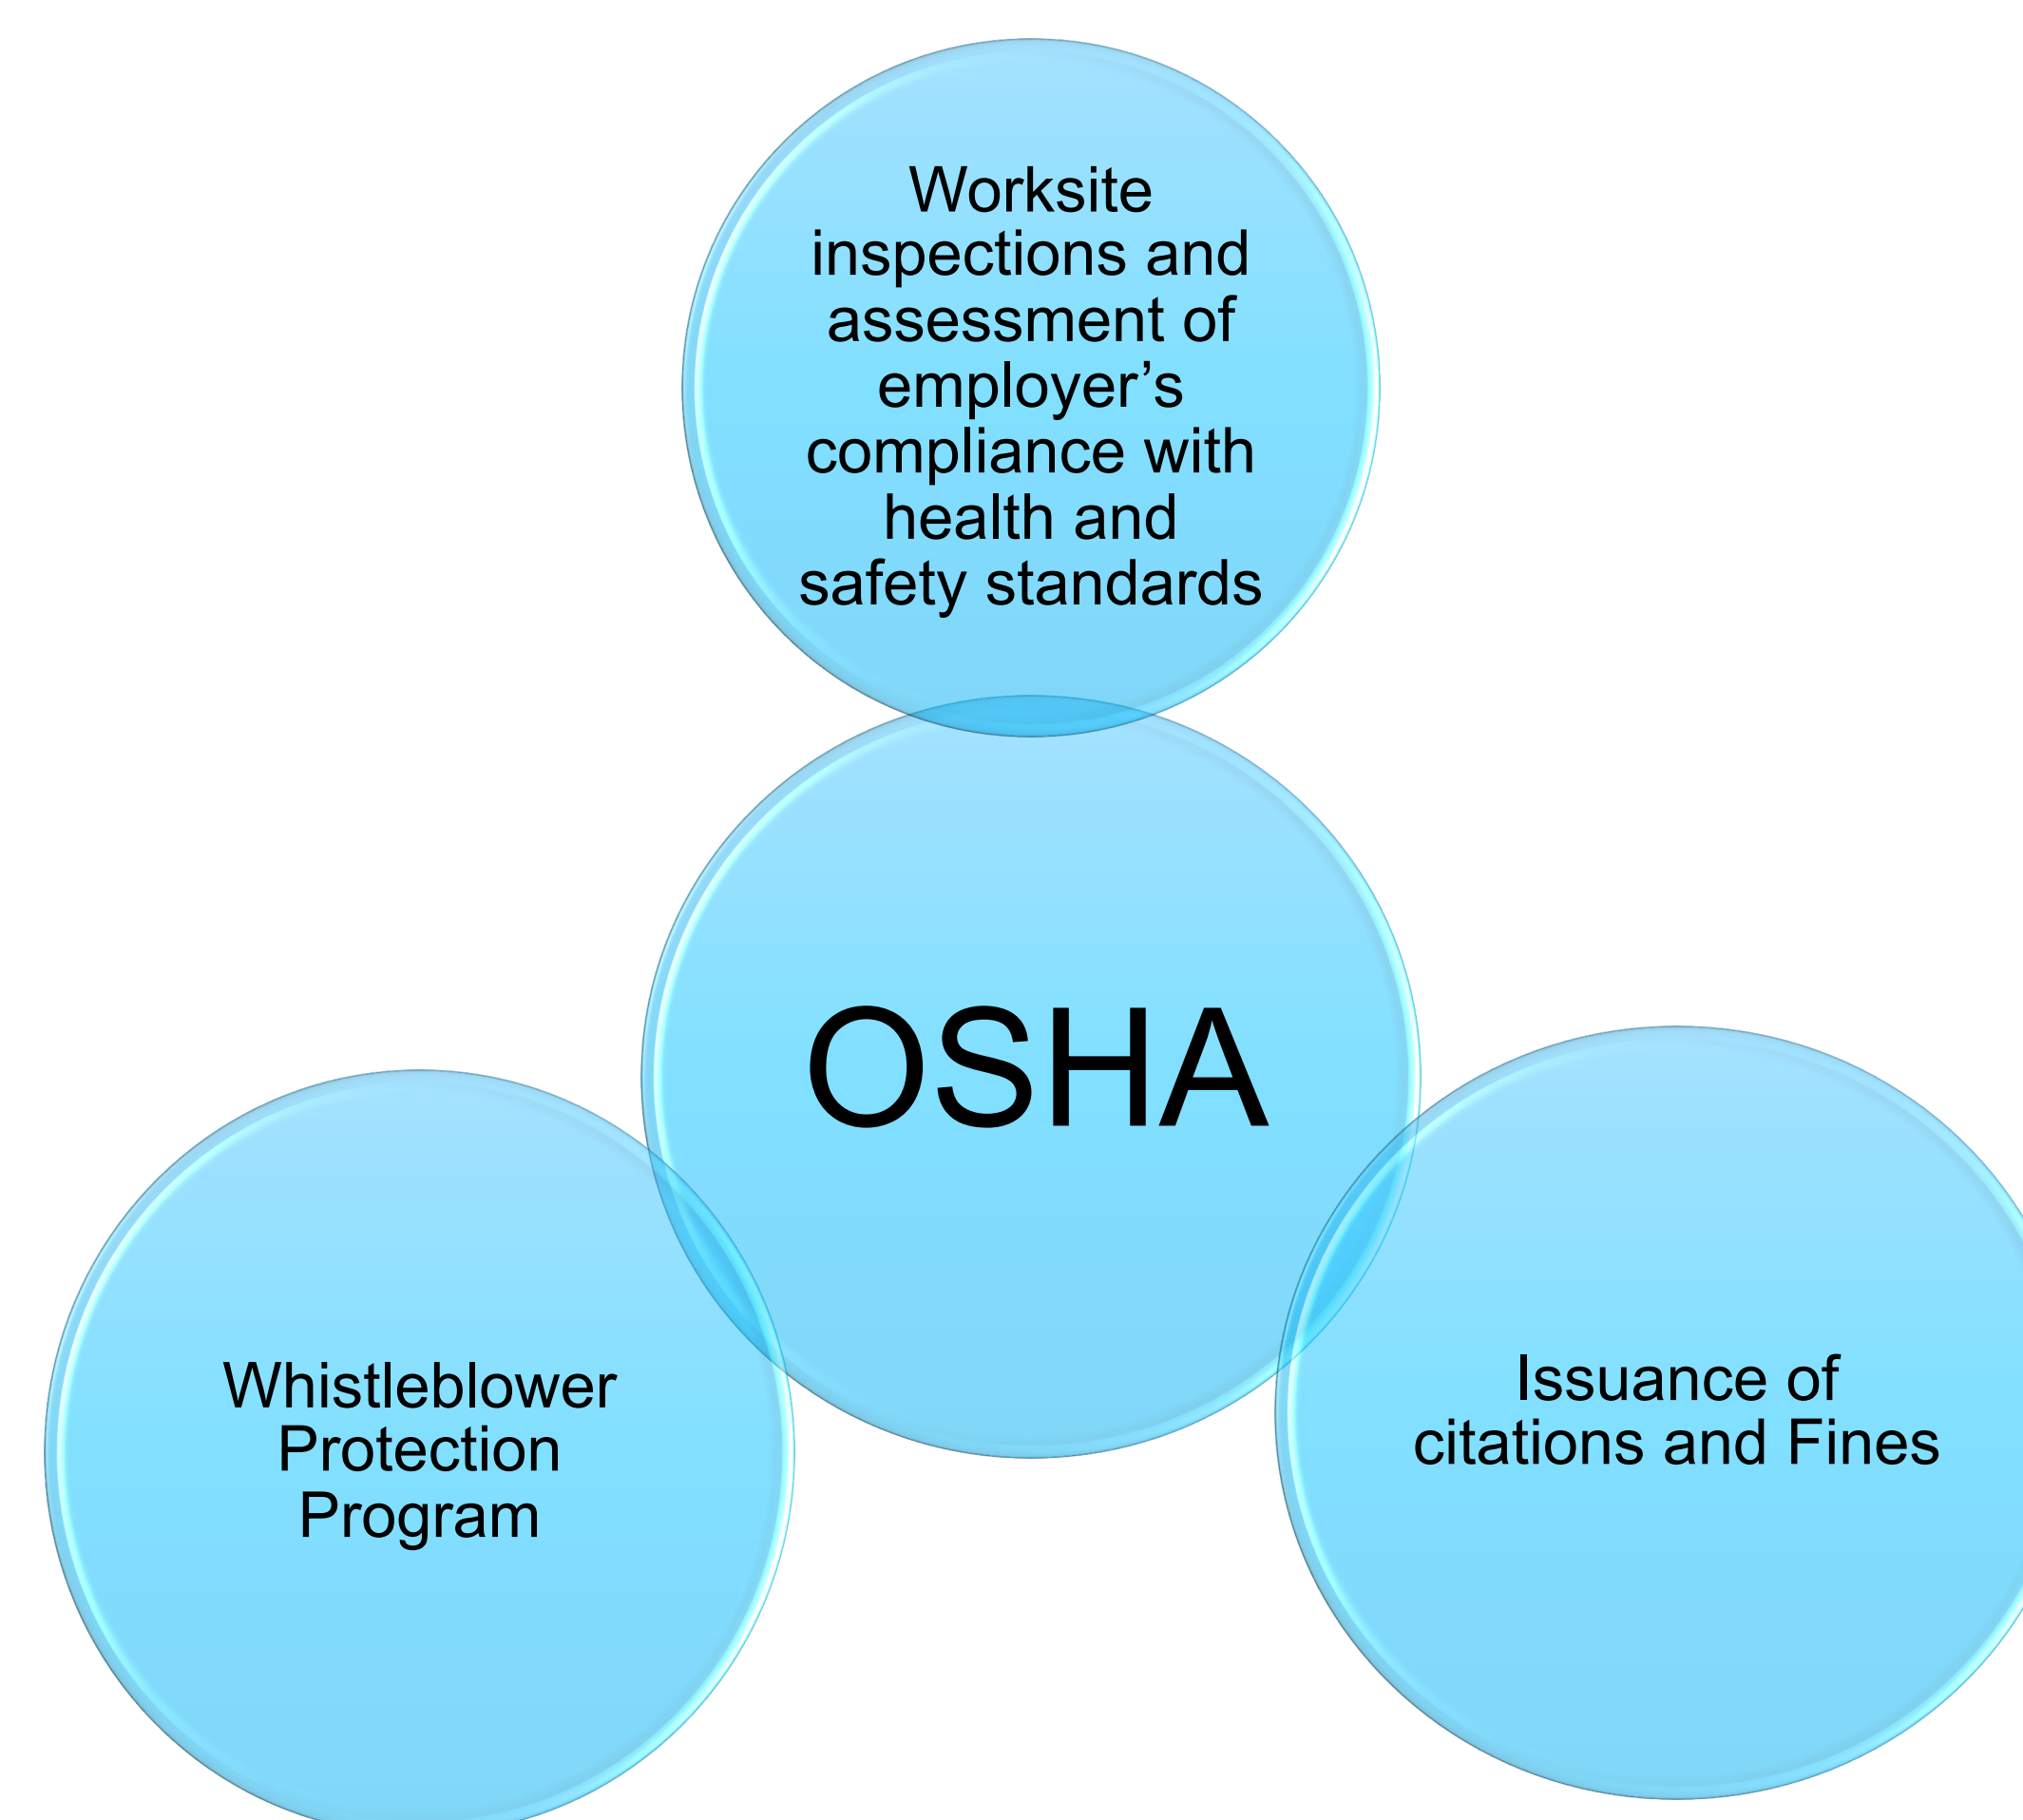 Worksite
inspections and
assessment of
employer’s
compliance with
health and
safety standards
OSHA
Whistleblower
Protection
Program
Issuance of
citations and Fines